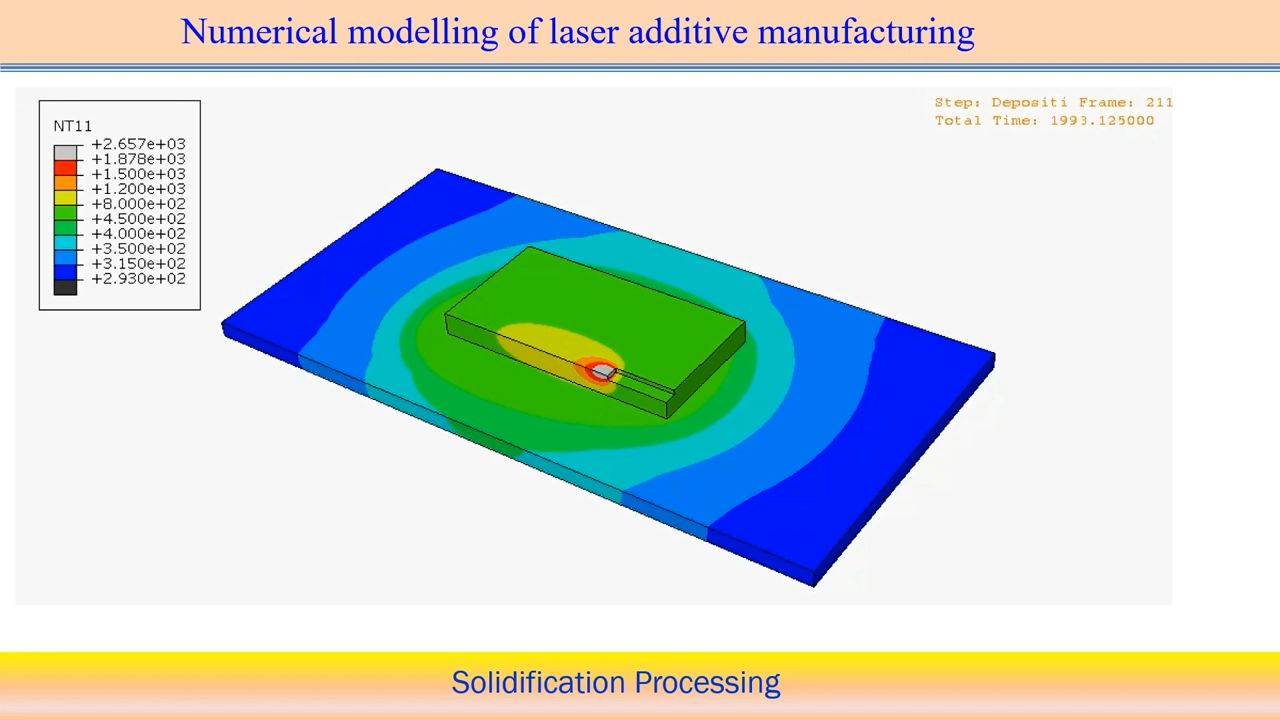 Numerical modelling of laser additive manufacturing
Step: Depositi Frame: 211
Total Time: 1993.125000
NT11
+2.657e+03
+1.878e+03
+1.500e+03
+1.200e+03
+8.000e+02
+4.500e+02
+4.000e+02
+3.500e+02
+3.150e+02
+2.930e+02
Solidification Processing